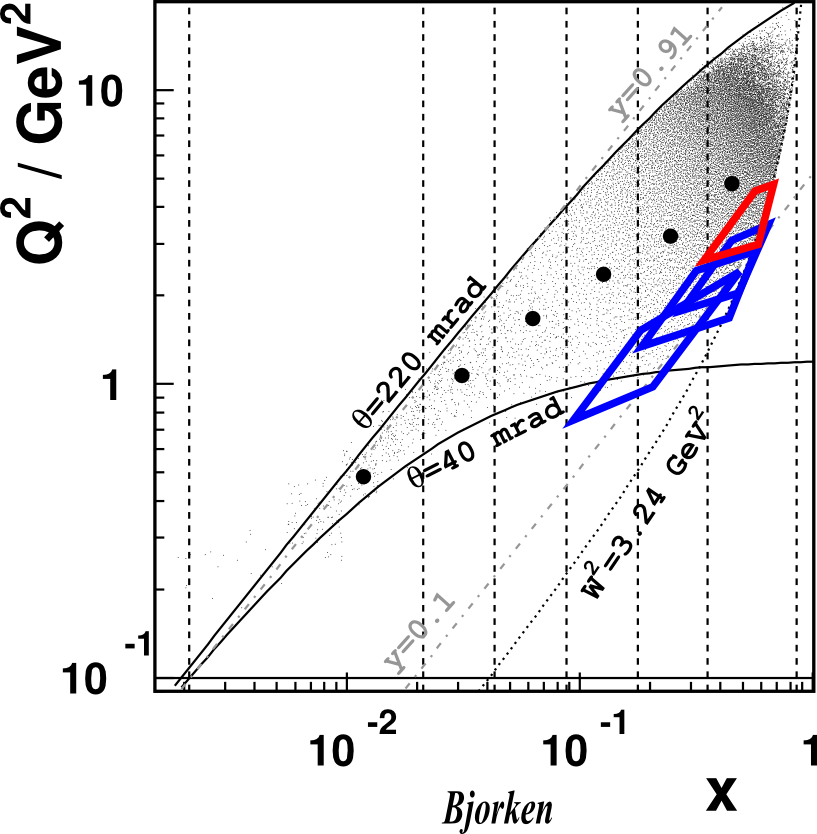 Q² / GeV²
10
1
10⁻¹
y=0.91
θ=220 mrad
θ=40 mrad
W²=3.24 GeV²
y=0.1
10⁻²
10⁻¹
1
Bjorken
x